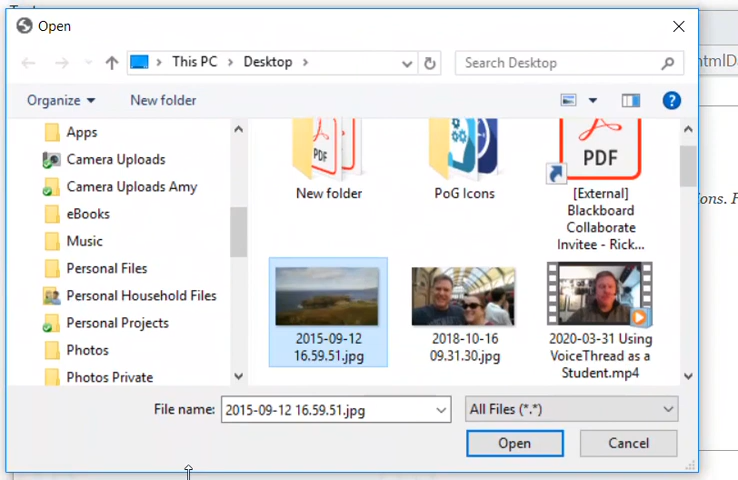 Open
This PC
Desktop
Search Desktop
Organize
New folder
?
Apps
Camera Uploads
Camera Uploads Amy
eBooks
Music
Personal Files
Personal Household Files
Personal Projects
Photos
Photos Private
PDF
New folder
PoG Icons
PDF
[External]
Blackboard
Collaborate
Invitee - Rick...
2015-09-12
16.59.51.jpg
2018-10-16
09.31.30.jpg
2020-03-31 Using
VoiceThread as a
Student.mp4
File name:
2015-09-12 16.59.51.jpg
All Files (*.*)
Open
Cancel
ntmlD
ions. F